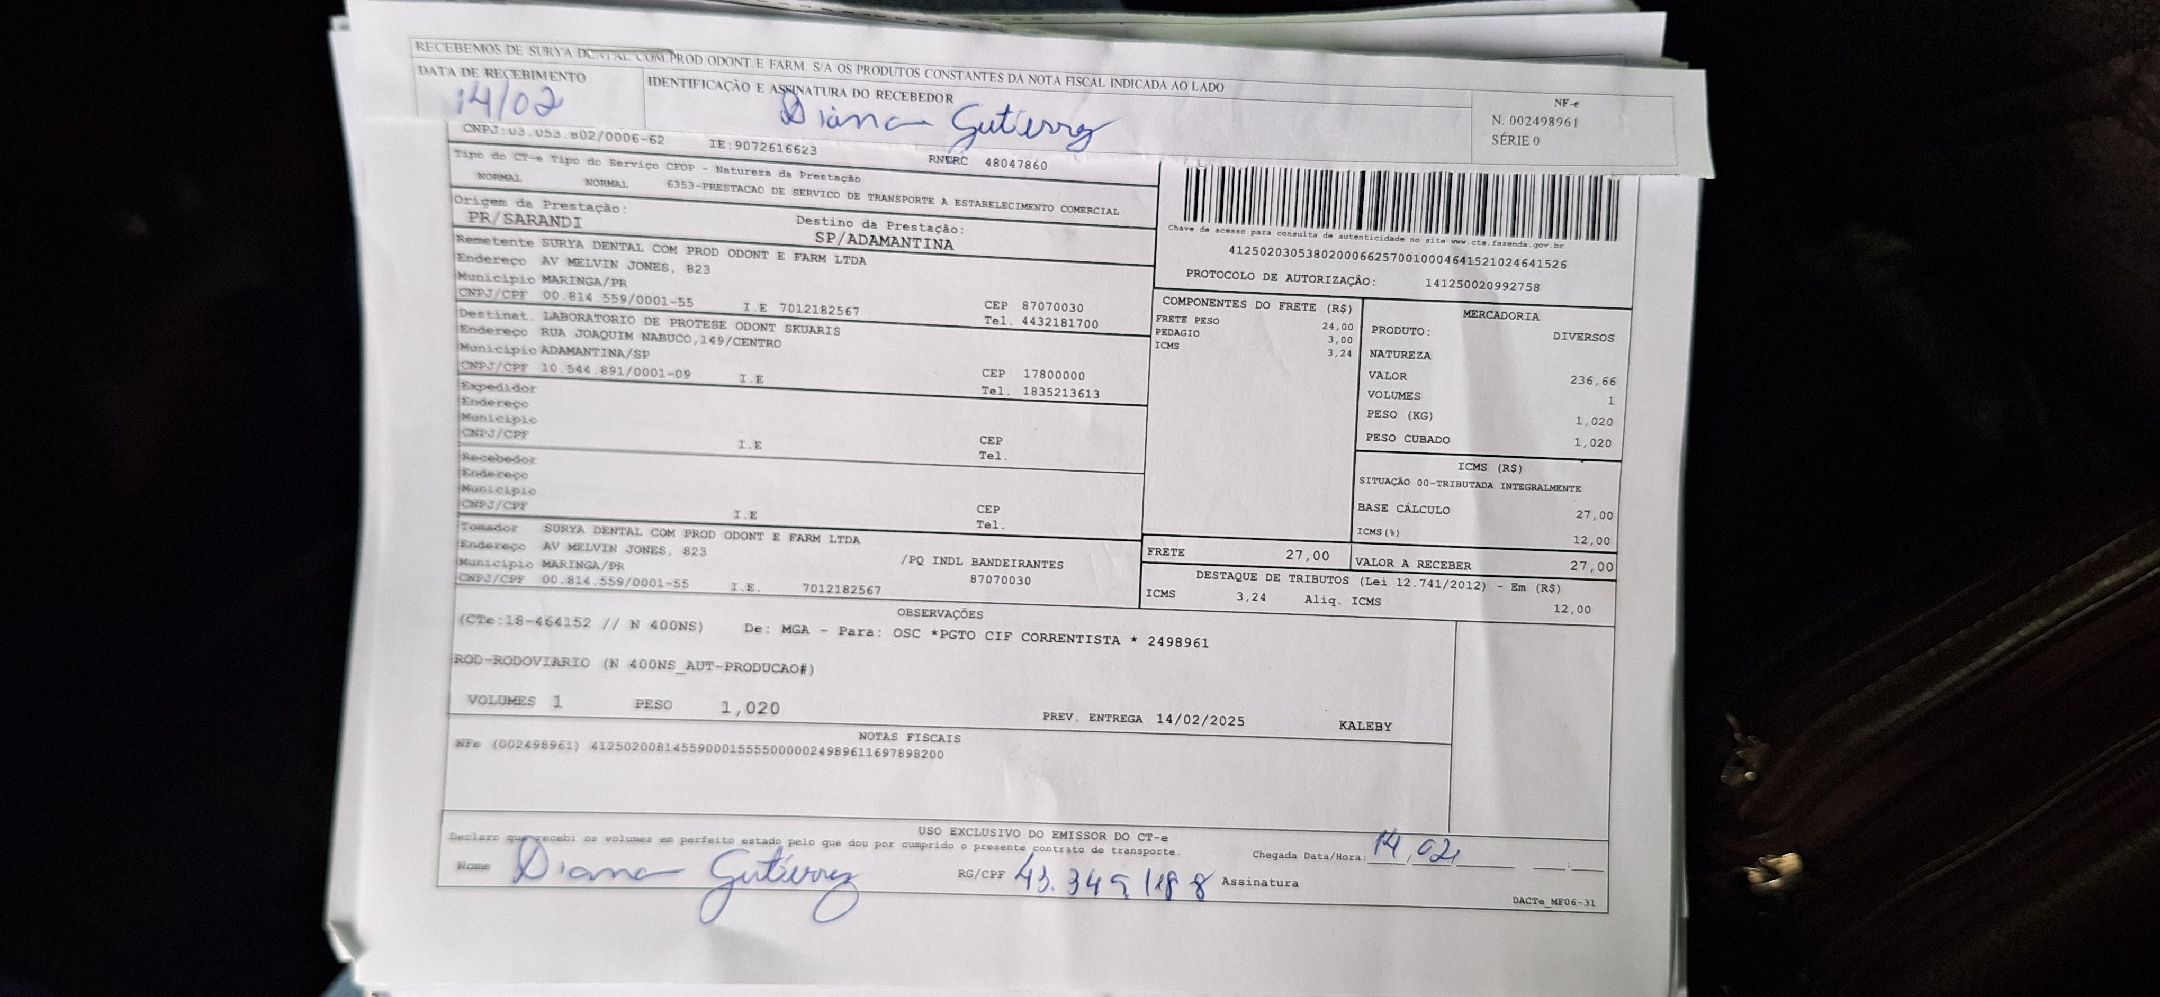 RECEBEMOS DE SURYA DENTAL COM PROD ODONT E FARM S/A OS PRODUTOS CONSTANTES DA NOTA FISCAL INDICADA AO LADO
DATA DE RECEBIMENTO
14/02
IDENTIFICAÇÃO E ASSINATURA DO RECEBEDOR
Diana Gutierrez
NF-e
N. 002498961
SÉRIE 0
CNPJ:03.053.802/0006-62 IE:9072616623 RNTRC 48047860
Tipo do CT-e Tipo do Serviço CFOP - Natureza da Prestação
NORMAL NORMAL 6353-PRESTACAO DE SERVICO DE TRANSPORTE A ESTABELECIMENTO COMERCIAL
Origem da Prestação: Destino da Prestação:
PR/SARANDI SP/ADAMANTINA
Chave de acesso para consulta de autenticidade no site www.cte.fazenda.gov.br
41250203053802000662570010004641521024641526
PROTOCOLO DE AUTORIZAÇÃO: 141250020992758
Remetente SURYA DENTAL COM PROD ODONT E FARM LTDA
Endereço AV MELVIN JONES, 823
Municipio MARINGA/PR CEP 87070030
CNPJ/CPF 00.814.559/0001-55 I.E 7012182567 Tel. 4432181700
Destinat. LABORATORIO DE PROTESE ODONT SKUARIS
Endereço RUA JOAQUIM NABUCO,149/CENTRO
Municipio ADAMANTINA/SP CEP 17800000
CNPJ/CPF 10.544.891/0001-09 I.E Tel. 1835213613
Expedidor
Endereço
Municipio CEP
CNPJ/CPF I.E Tel.
Recebedor
Endereço
Municipio CEP
CNPJ/CPF I.E Tel.
Tomador SURYA DENTAL COM PROD ODONT E FARM LTDA
Endereço AV MELVIN JONES, 823 /PQ INDL BANDEIRANTES
Municipio MARINGA/PR 87070030
CNPJ/CPF 00.814.559/0001-55 I.E. 7012182567
COMPONENTES DO FRETE (R$)
FRETE PESO 24,00
PEDAGIO 3,00
ICMS 3,24
MERCADORIA
PRODUTO: DIVERSOS
NATUREZA
VALOR 236,66
VOLUMES 1
PESO (KG) 1,020
PESO CUBADO 1,020
ICMS (R$)
SITUAÇÃO 00-TRIBUTADA INTEGRALMENTE
BASE CÁLCULO 27,00
ICMS(%) 12,00
FRETE 27,00 VALOR A RECEBER 27,00
DESTAQUE DE TRIBUTOS (Lei 12.741/2012) - Em (R$)
ICMS 3,24 Aliq. ICMS 12,00
OBSERVAÇÕES
(CTe:18-464152 // N 400NS) De: MGA - Para: OSC *PGTO CIF CORRENTISTA * 2498961
ROD-RODOVIARIO (N 400NS_AUT-PRODUCAO#)
VOLUMES 1 PESO 1,020 PREV. ENTREGA 14/02/2025 KALEBY
NOTAS FISCAIS
NFe (002498961) 41250200814559000155550000024989611697898200
USO EXCLUSIVO DO EMISSOR DO CT-e
Declaro que recebi os volumes em perfeito estado pelo que dou por cumprido o presente contrato de transporte.
Chegada Data/Hora: 14,02
Nome Diana Gutierrez RG/CPF 43.349.118 8 Assinatura
DACTe_MF06-31